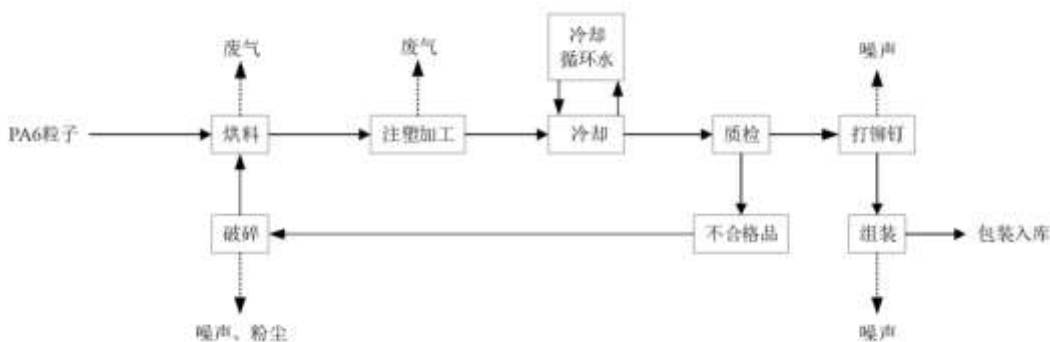 废气
废气
冷却
循环水
噪声
PA6粒子
烘料
注塑加工
冷却
质检
打铆钉
破碎
不合格品
组装
包装入库
噪声、粉尘
噪声